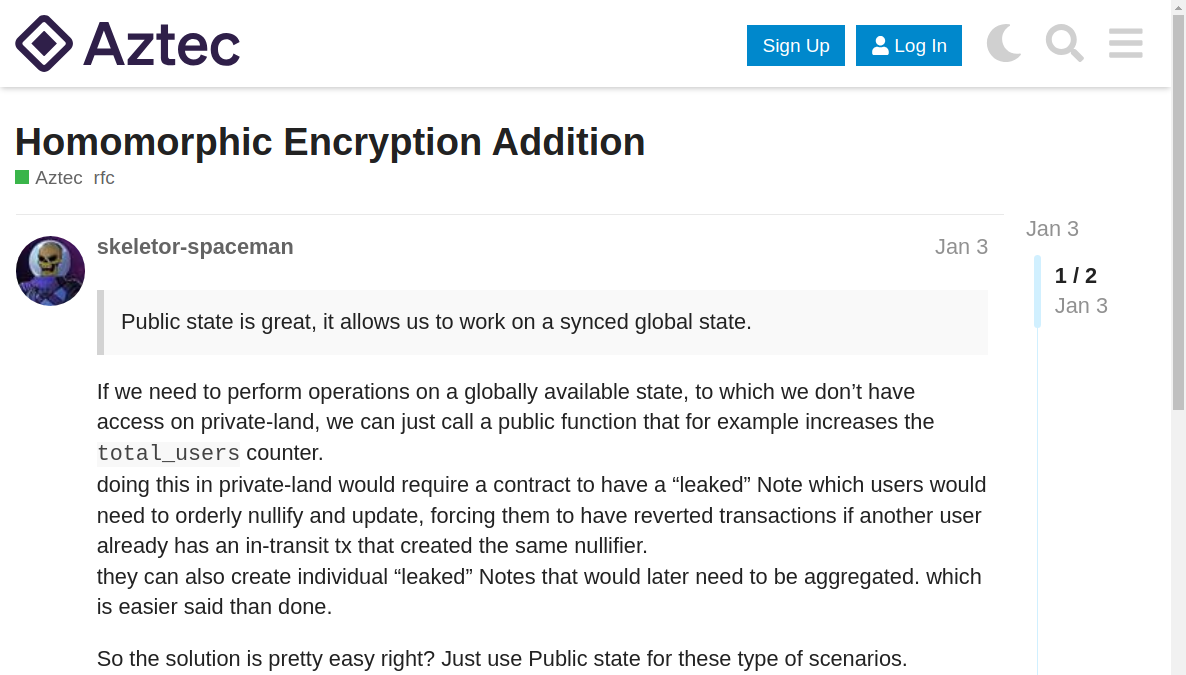 Aztec
Sign Up
Log In
Homomorphic Encryption Addition
Aztec rfc
skeletor-spaceman
Jan 3
Public state is great, it allows us to work on a synced global state.
If we need to perform operations on a globally available state, to which we don’t have
access on private-land, we can just call a public function that for example increases the
total_users counter.
doing this in private-land would require a contract to have a “leaked” Note which users would
need to orderly nullify and update, forcing them to have reverted transactions if another user
already has an in-transit tx that created the same nullifier.
they can also create individual “leaked” Notes that would later need to be aggregated. which
is easier said than done.
So the solution is pretty easy right? Just use Public state for these type of scenarios.
Jan 3
1 / 2
Jan 3